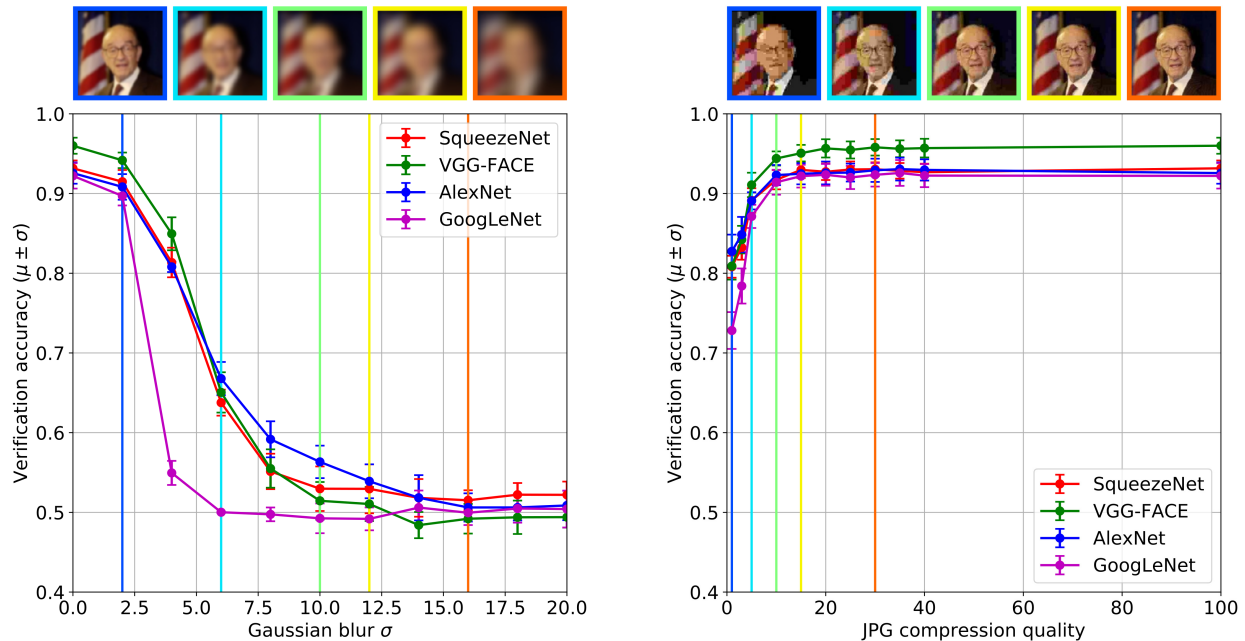 1.0
0.9
0.8
0.7
0.6
0.5
0.4
Verification accuracy (μ ± σ)
SqueezeNet
VGG-FACE
AlexNet
GoogLeNet
0.0 2.5 5.0 7.5 10.0 12.5 15.0 17.5 20.0
Gaussian blur σ
1.0
0.9
0.8
0.7
0.6
0.5
0.4
Verification accuracy (μ ± σ)
SqueezeNet
VGG-FACE
AlexNet
GoogLeNet
0 20 40 60 80 100
JPG compression quality